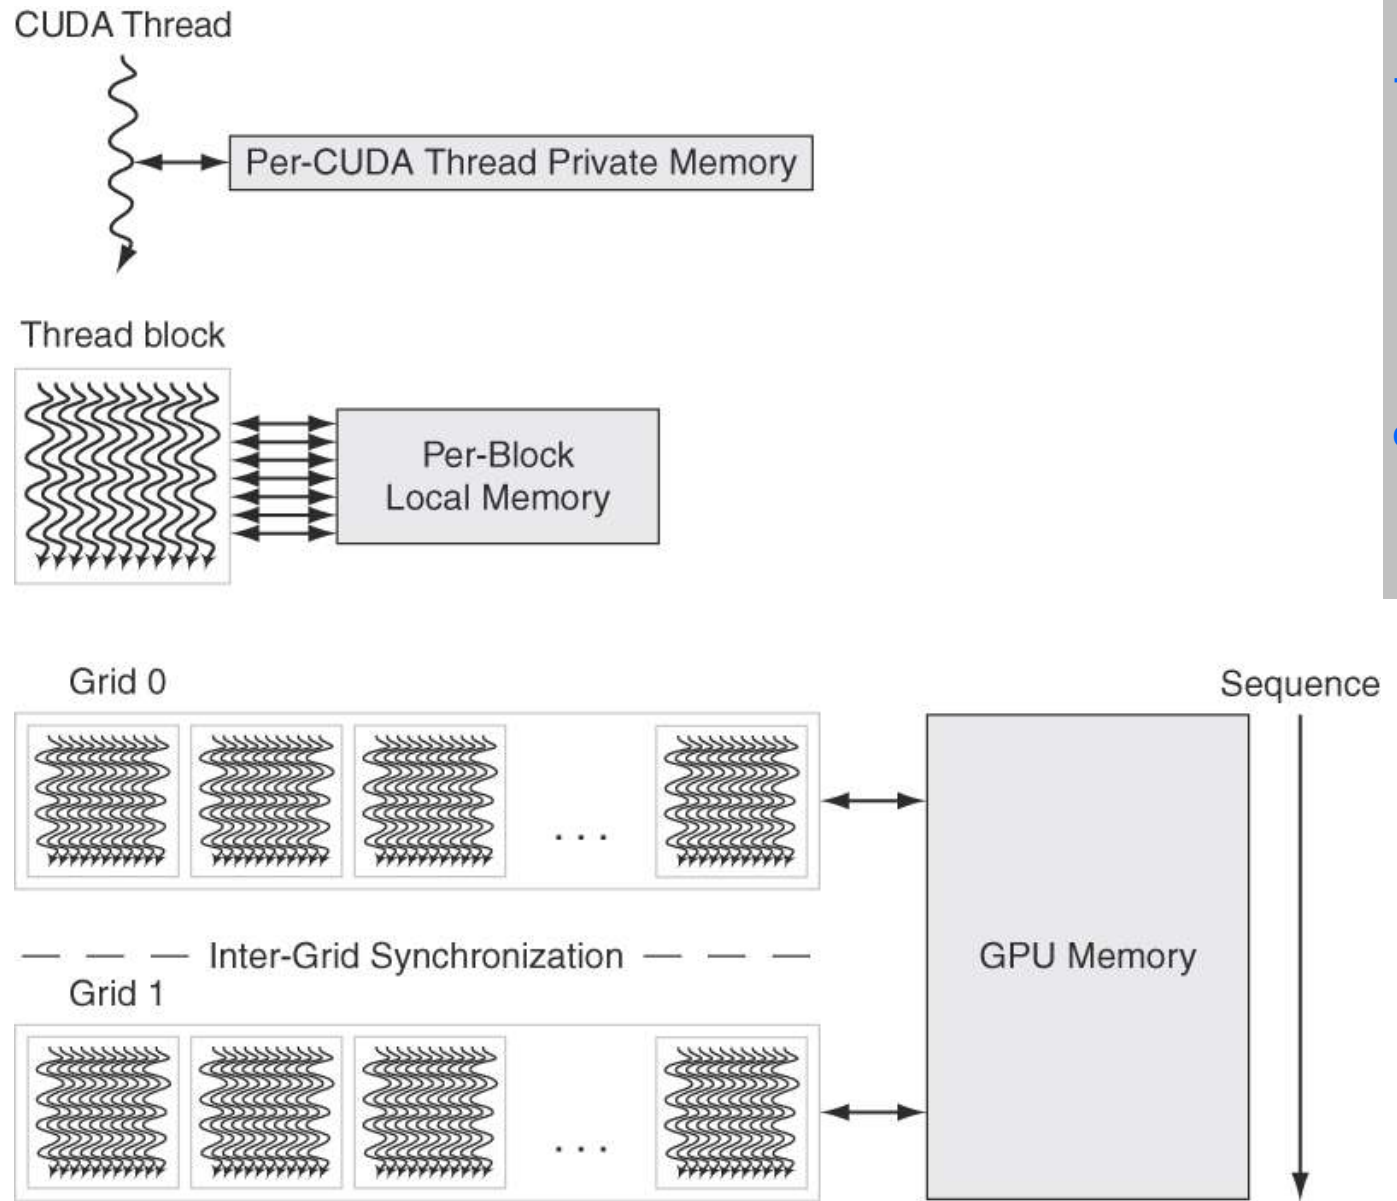 CUDA Thread
Per-CUDA Thread Private Memory
Thread block
Per-Block
Local Memory
Grid 0
Sequence
. . .
Inter-Grid Synchronization
GPU Memory
Grid 1
. . .